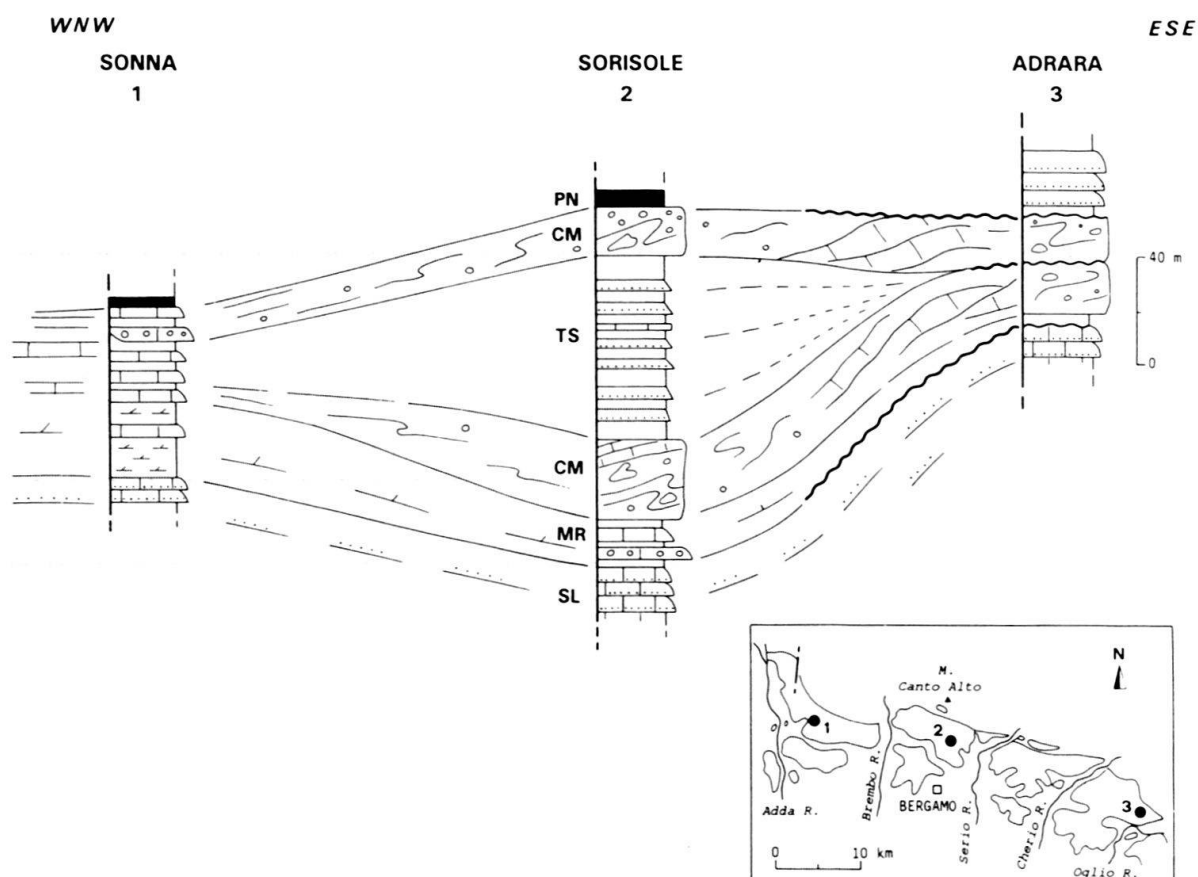 WNW
ESE
SONNA
1
SORISOLE
2
ADRARA
3
PN
CM
TS
CM
MR
SL
40 m
0
N
M.
Canto Alto
1
2
3
BERGAMO
Adda R.
Brembo R.
Serio R.
Cherio R.
Oglio R.
0 10 km